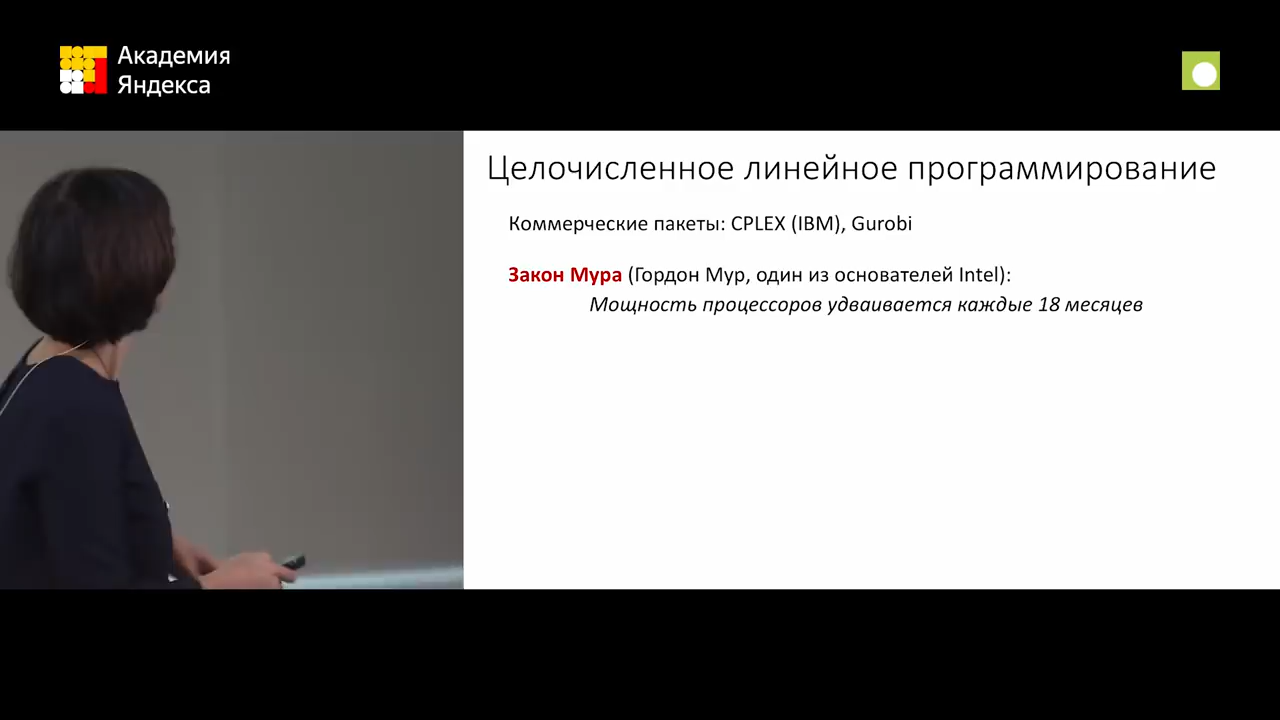 Академия
Яндекса
Целочисленное линейное программирование
Коммерческие пакеты: CPLEX (IBM), Gurobi
Закон Мура (Гордон Мур, один из основателей Intel):
Мощность процессоров удваивается каждые 18 месяцев